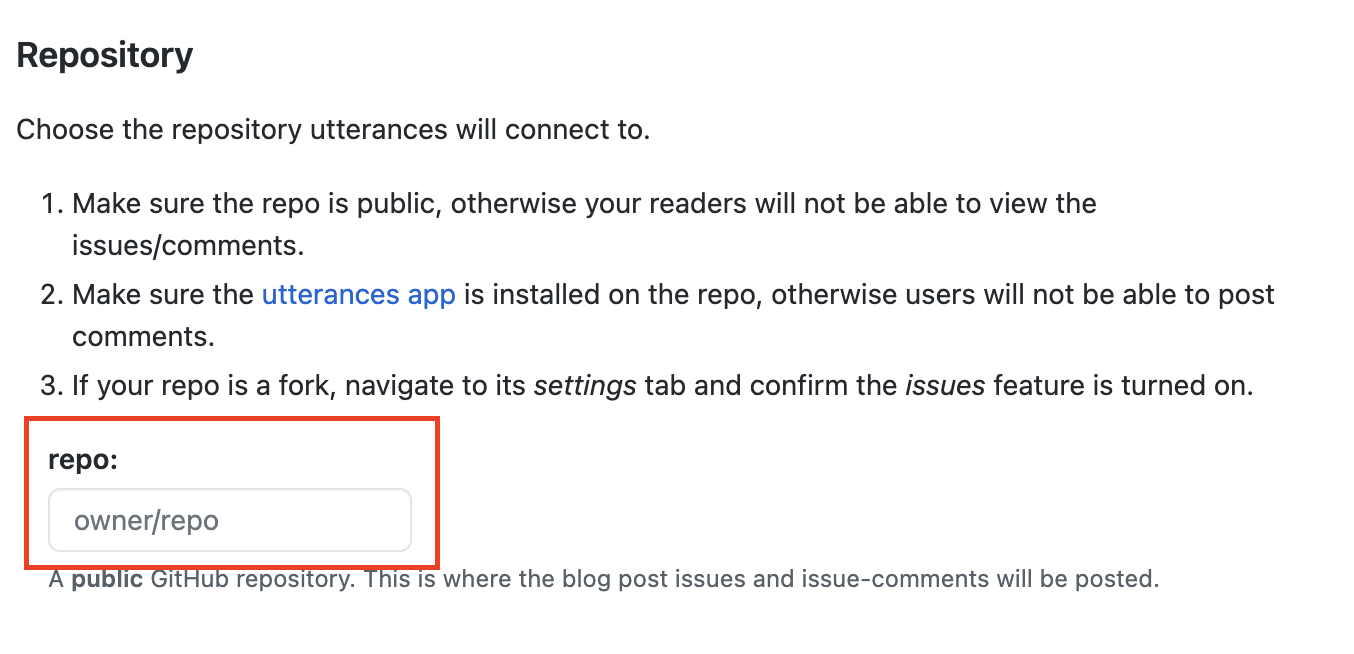 Repository
Choose the repository utterances will connect to.
1. Make sure the repo is public, otherwise your readers will not be able to view the
issues/comments.
2. Make sure the utterances app is installed on the repo, otherwise users will not be able to post
comments.
3. If your repo is a fork, navigate to its settings tab and confirm the issues feature is turned on.
repo:
owner/repo
A public GitHub repository. This is where the blog post issues and issue-comments will be posted.